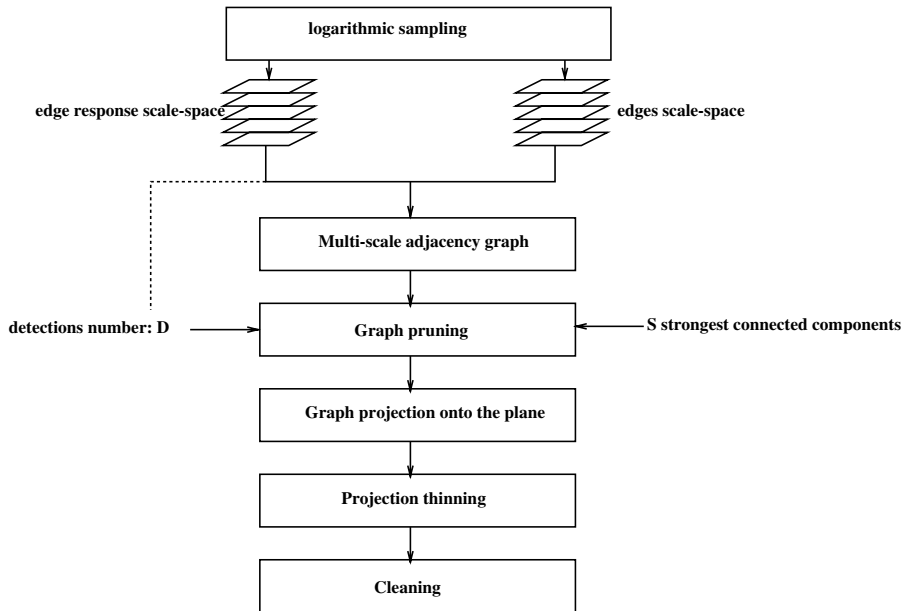 logarithmic sampling
edge response scale-space
edges scale-space
Multi-scale adjacency graph
detections number: D
Graph pruning
S strongest connected components
Graph projection onto the plane
Projection thinning
Cleaning